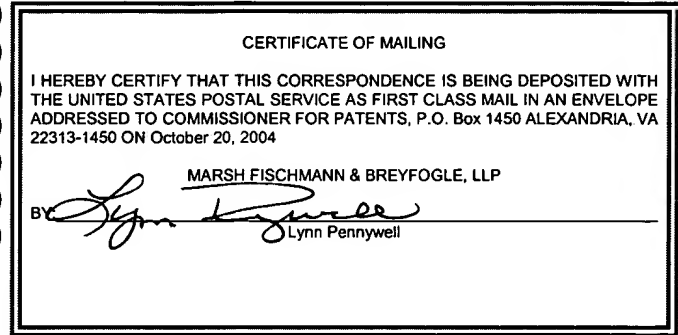 CERTIFICATE OF MAILING
I HEREBY CERTIFY THAT THIS CORRESPONDENCE IS BEING DEPOSITED WITH
THE UNITED STATES POSTAL SERVICE AS FIRST CLASS MAIL IN AN ENVELOPE
ADDRESSED TO COMMISSIONER FOR PATENTS, P.O. Box 1450 ALEXANDRIA, VA
22313-1450 ON October 20, 2004
MARSH FISCHMANN & BREYFOGLE, LLP
BY Lynn Pennywell
Lynn Pennywell